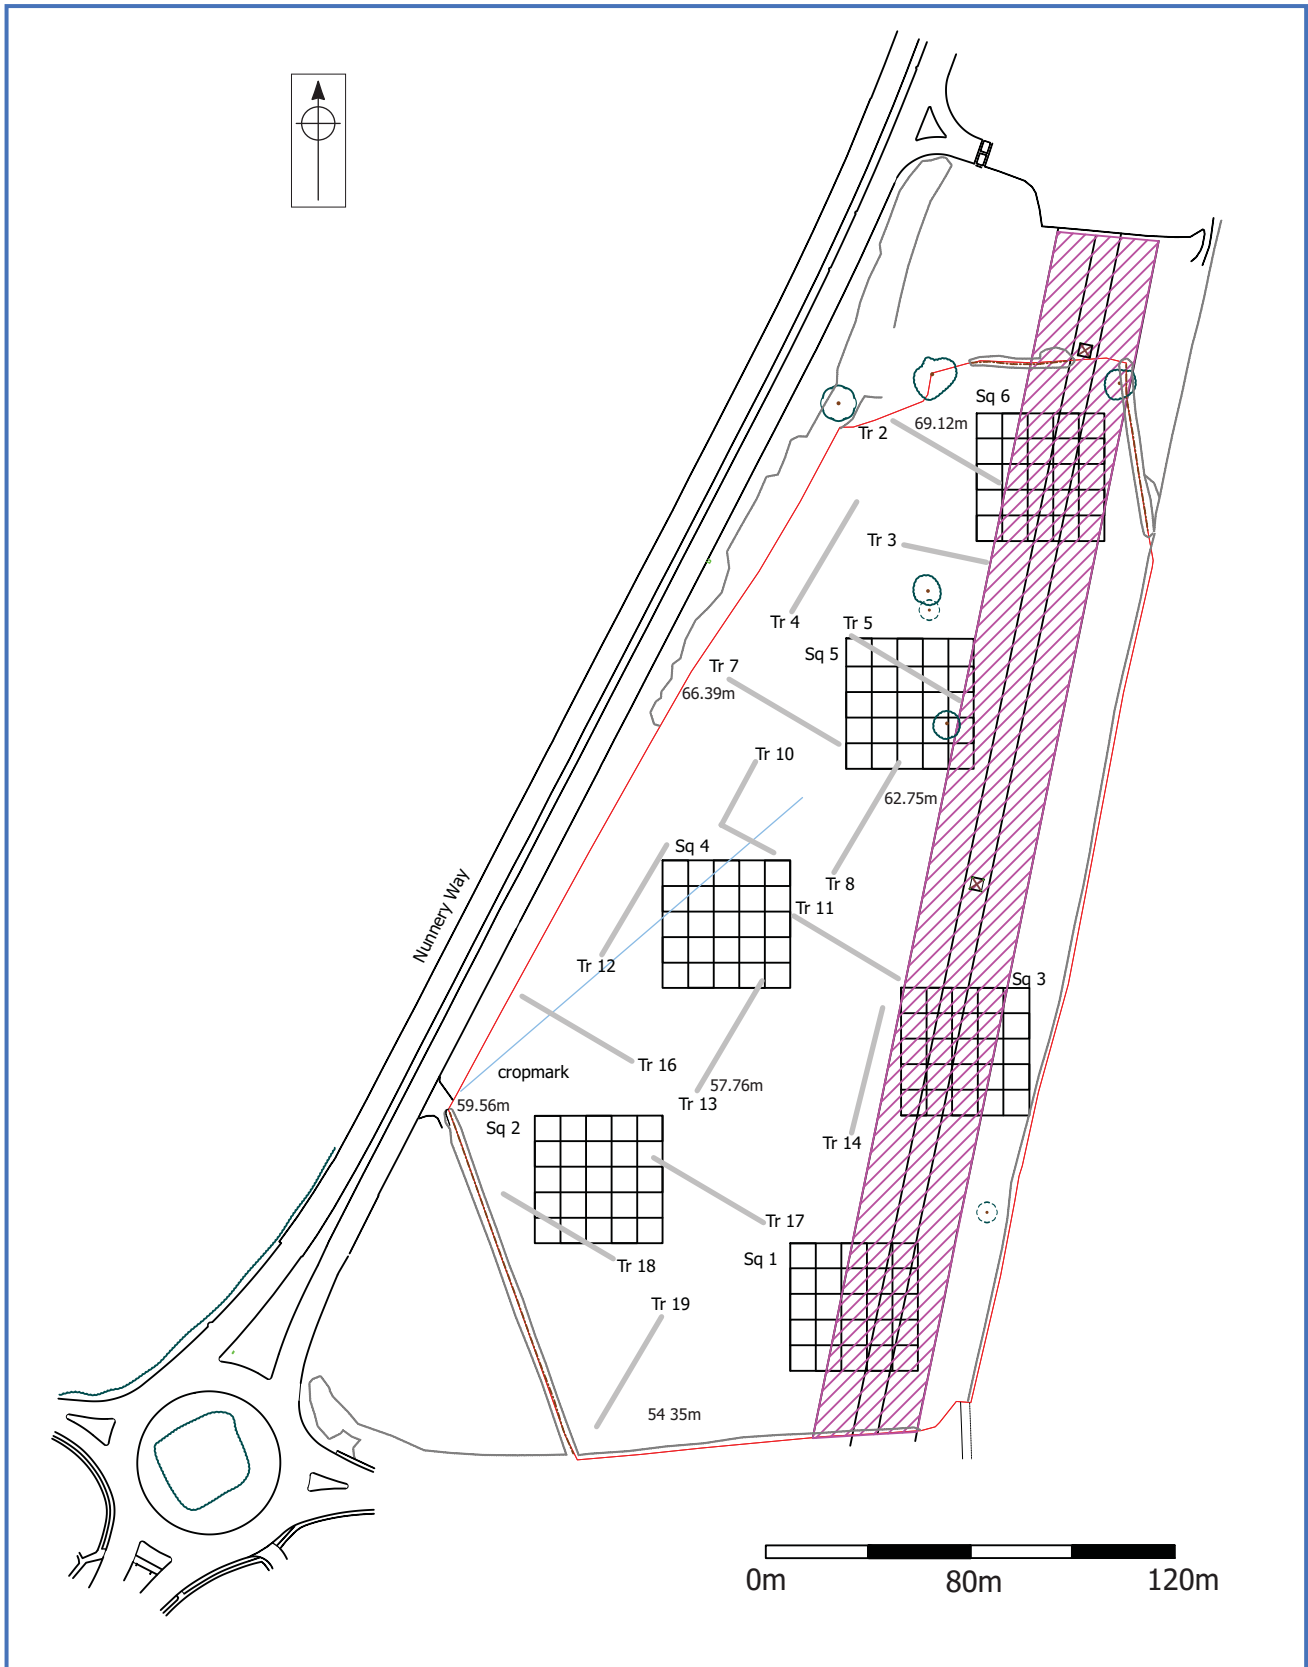 Sq 6
69.12m
Tr 2
Tr 3
Tr 4
Tr 5
Sq 5
Tr 7
66.39m
Tr 10
62.75m
Sq 4
Tr 8
Tr 11
Nunnery Way
Tr 12
Sq 3
Tr 16
cropmark
57.76m
59.56m
Tr 13
Sq 2
Tr 14
Tr 17
Sq 1
Tr 18
Tr 19
54 35m
0m
80m
120m